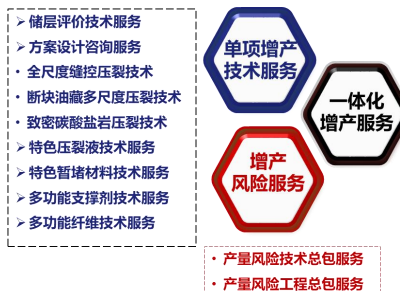 ➢ 储层评价技术服务
➢ 方案设计咨询服务
• 全尺度缝控压裂技术
• 断块油藏多尺度压裂技术
• 致密碳酸盐岩压裂技术
➢ 特色压裂液技术服务
➢ 特色暂堵材料技术服务
➢ 多功能支撑剂技术服务
➢ 多功能纤维技术服务
单项增产
技术服务
一体化
增产服务
增产
风险服务
• 产量风险技术总包服务
• 产量风险工程总包服务